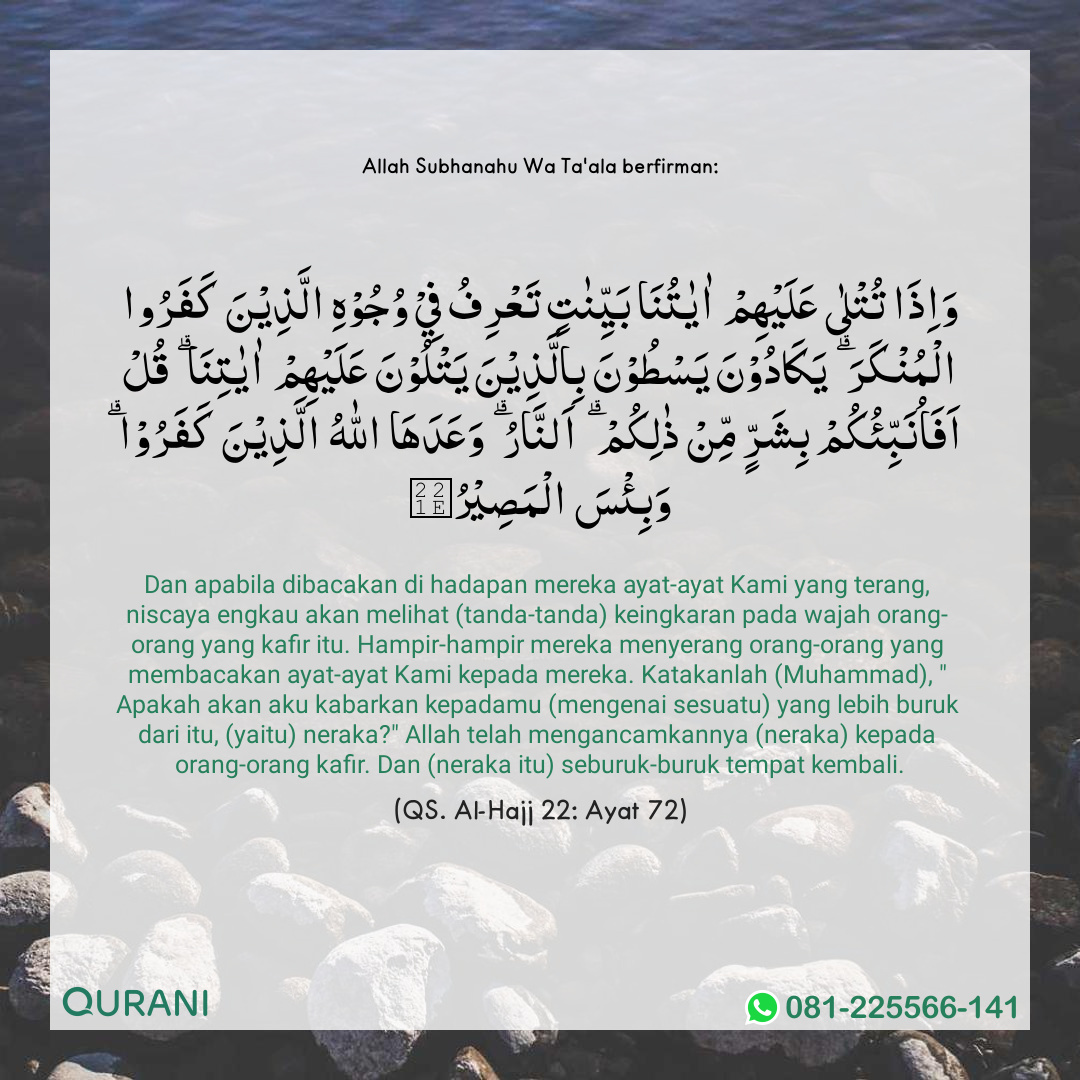 Allah Subhanahu Wa Ta'ala berfirman:
وَاِذَا تُتْلٰى عَلَيْهِمْ اٰيٰتُنَا بَيِّنٰتٍ تَعْرِفُ فِيْ وُجُوْهِ الَّذِيْنَ كَفَرُوا
الْمُنْكَرَ ۗ يَكَادُوْنَ يَسْطُوْنَ بِالَّذِيْنَ يَتْلُوْنَ عَلَيْهِمْ اٰيٰتِنَا ۗ قُلْ
اَفَاُنَبِّئُكُمْ بِشَرٍّ مِّنْ ذٰلِكُمْ ۗ اَلنَّارُ ۗ وَعَدَهَا اللّٰهُ الَّذِيْنَ كَفَرُوْا ۗ
وَبِئْسَ الْمَصِيْرُ
Dan apabila dibacakan di hadapan mereka ayat-ayat Kami yang terang,
niscaya engkau akan melihat (tanda-tanda) keingkaran pada wajah orang-
orang yang kafir itu. Hampir-hampir mereka menyerang orang-orang yang
membacakan ayat-ayat Kami kepada mereka. Katakanlah (Muhammad), "
Apakah akan aku kabarkan kepadamu (mengenai sesuatu) yang lebih buruk
dari itu, (yaitu) neraka?" Allah telah mengancamkannya (neraka) kepada
orang-orang kafir. Dan (neraka itu) seburuk-buruk tempat kembali.
(QS. Al-Hajj 22: Ayat 72)
QURANI
081-225566-141